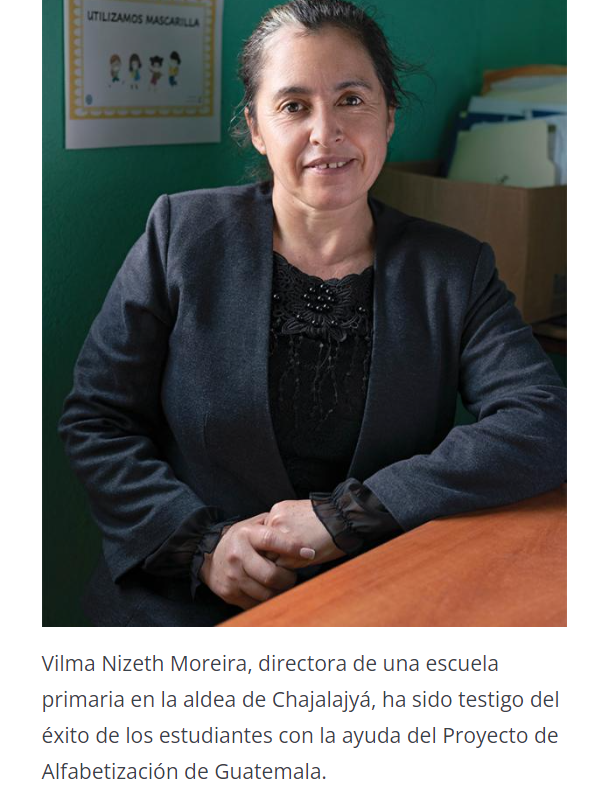 UTILIZAMOS MASCARILLA
Vilma Nizeth Moreira, directora de una escuela
primaria en la aldea de Chajalajyá, ha sido testigo del
éxito de los estudiantes con la ayuda del Proyecto de
Alfabetización de Guatemala.